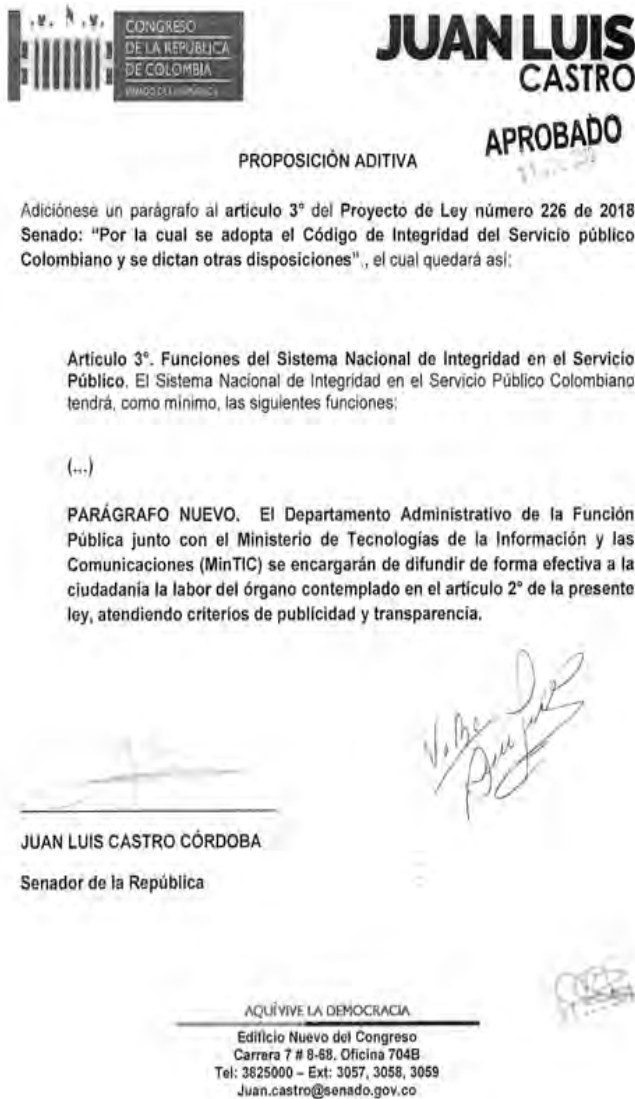 CONGRESO
DE LA REPÚBLICA
DE COLOMBIA
JUAN LUIS
CASTRO
APROBADO
PROPOSICIÓN ADITIVA
Adiciónese un parágrafo al artículo 3° del Proyecto de Ley número 226 de 2018
Senado: “Por la cual se adopta el Código de Integridad del Servicio público
Colombiano y se dictan otras disposiciones”., el cual quedará así:
Artículo 3°. Funciones del Sistema Nacional de Integridad en el Servicio
Público. El Sistema Nacional de Integridad en el Servicio Público Colombiano
tendrá, como mínimo, las siguientes funciones:
(...)
PARÁGRAFO NUEVO. El Departamento Administrativo de la Función
Pública junto con el Ministerio de Tecnologías de la Información y las
Comunicaciones (MinTIC) se encargarán de difundir de forma efectiva a la
ciudadanía la labor del órgano contemplado en el artículo 2° de la presente
ley, atendiendo criterios de publicidad y transparencia.
JUAN LUIS CASTRO CÓRDOBA
Senador de la República
AQUÍ VIVE LA DEMOCRACIA
Edificio Nuevo del Congreso
Carrera 7 # 8-68. Oficina 704B
Tel: 3825000 – Ext: 3057, 3058, 3059
Juan.castro@senado.gov.co